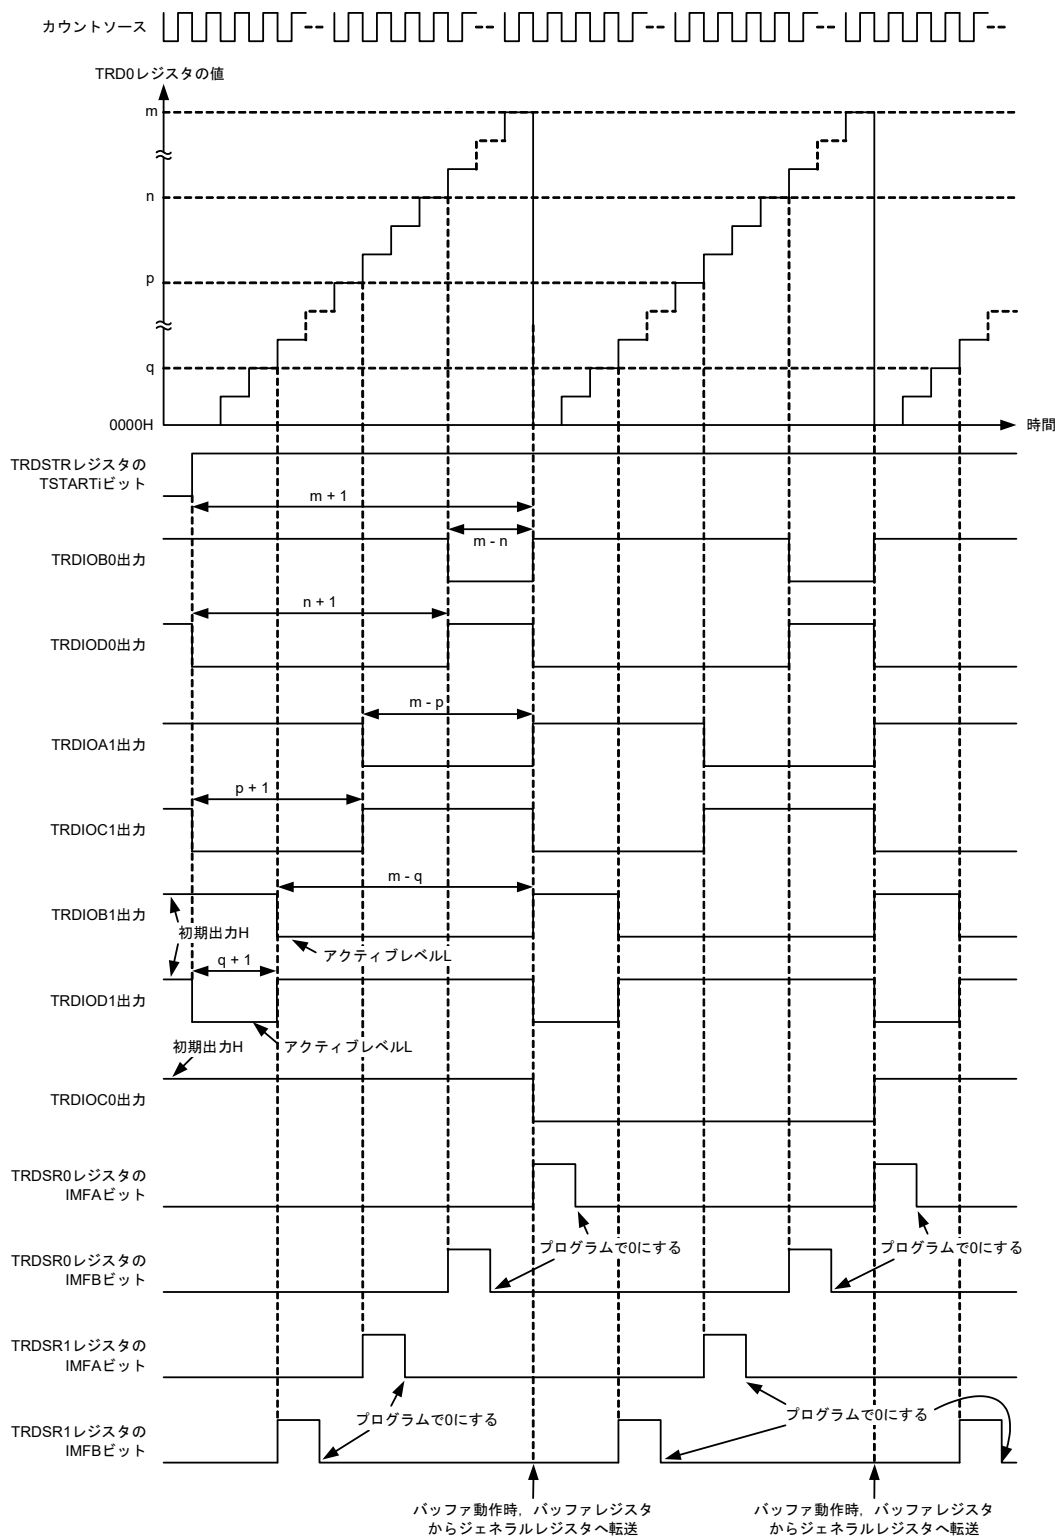 カウントソース
TRD0レジスタの値
m
n
p
q
0000H
時間
TRDSTRレジスタの
TSTARTiビット
m + 1
m - n
TRDIOB0出力
n + 1
TRDIOD0出力
m - p
TRDIOA1出力
p + 1
TRDIOC1出力
m - q
TRDIOB1出力
初期出力H
アクティブレベルL
q + 1
TRDIOD1出力
初期出力H
アクティブレベルL
TRDIOC0出力
TRDSR0レジスタの
IMFAビット
プログラムで0にする
プログラムで0にする
TRDSR0レジスタの
IMFBビット
TRDSR1レジスタの
IMFAビット
プログラムで0にする
プログラムで0にする
TRDSR1レジスタの
IMFBビット
バッファ動作時，バッファレジスタ
からジェネラルレジスタへ転送
バッファ動作時，バッファレジスタ
からジェネラルレジスタへ転送